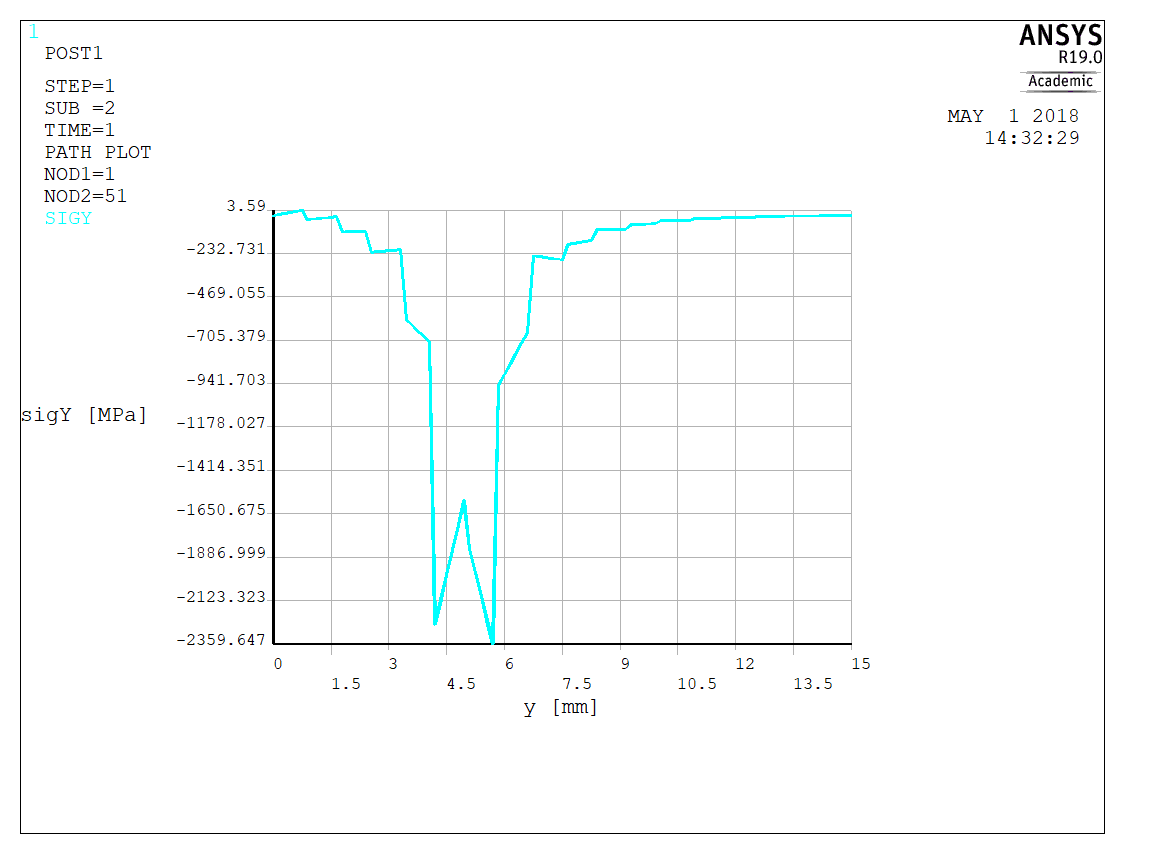 1
POST1
STEP=1
SUB =2
TIME=1
PATH PLOT
NOD1=1
NOD2=51
SIGY
ANSYS
R19.0
Academic
MAY  1 2018
14:32:29
3.59
-232.731
-469.055
-705.379
-941.703
-1178.027
-1414.351
-1650.675
-1886.999
-2123.323
-2359.647
sigY [MPa]
0 3 6 9 12 15
1.5 4.5 7.5 10.5 13.5
y [mm]